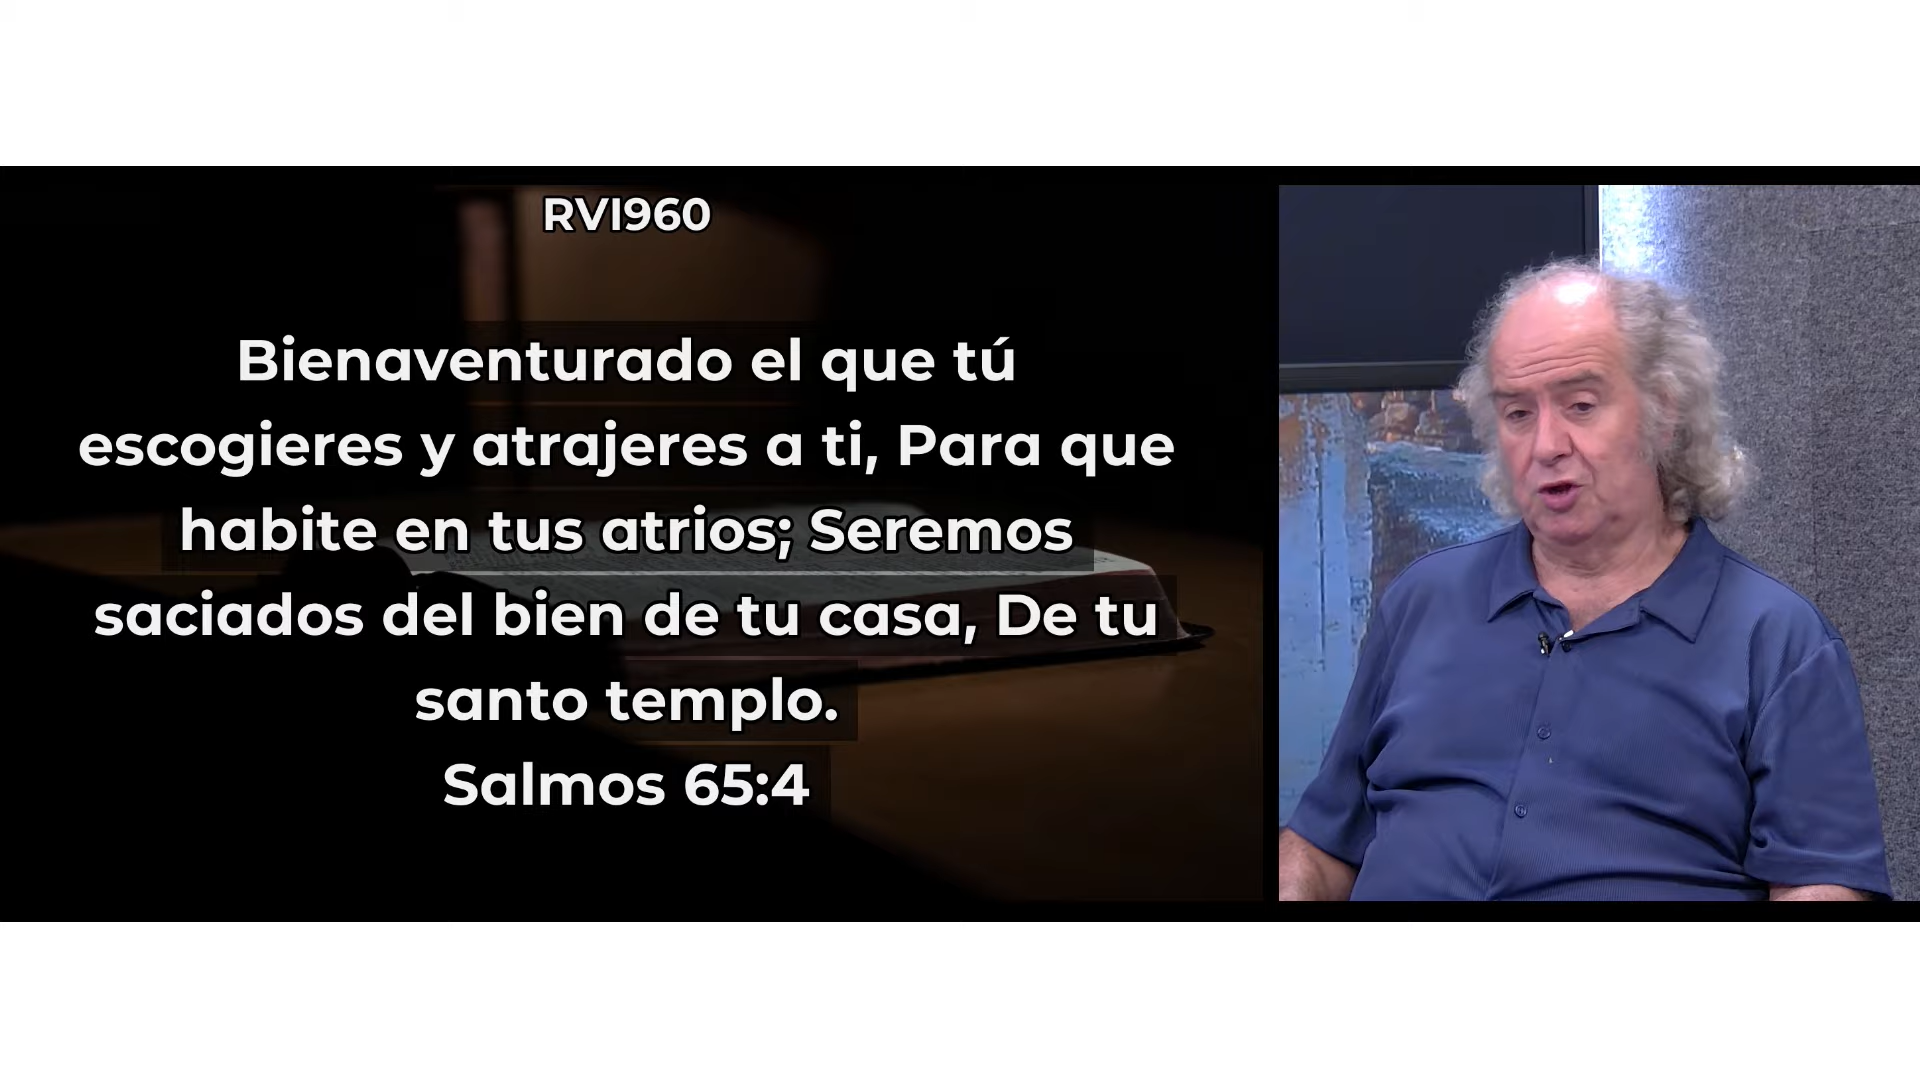 RV1960
Bienaventurado el que tú
escogieres y atrajeres a ti, Para que
habite en tus atrios; Seremos
saciados del bien de tu casa, De tu
santo templo.
Salmos 65:4